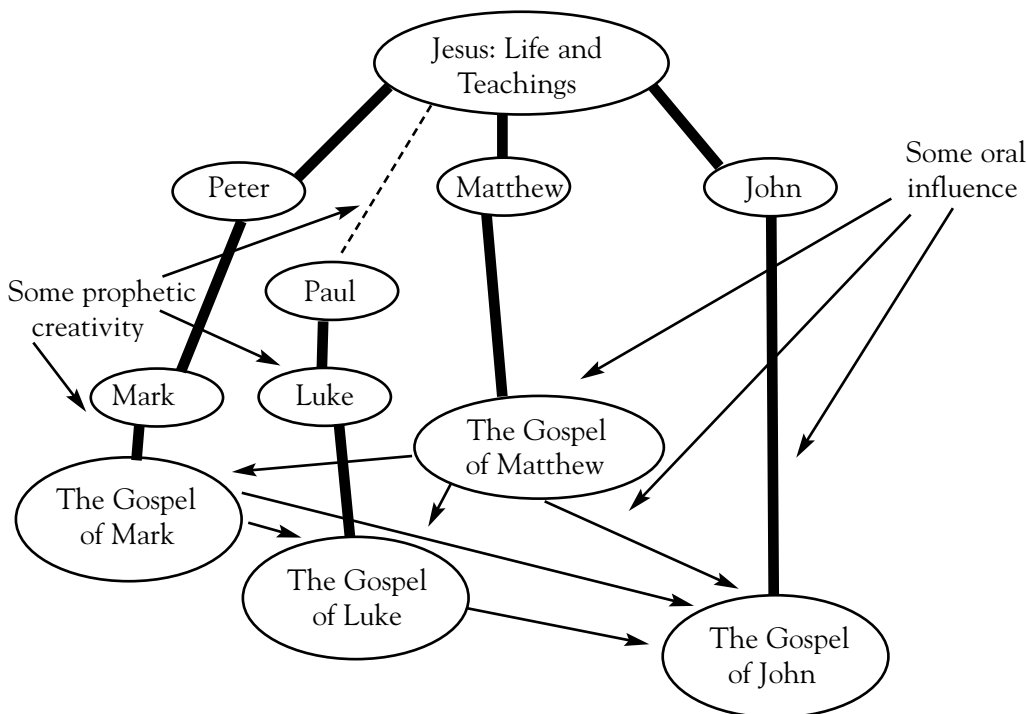 Jesus: Life and
Teachings
Some oral
influence
Peter
Matthew
John
Some prophetic
creativity
Paul
Mark
Luke
The Gospel
of Matthew
The Gospel
of Mark
The Gospel
of Luke
The Gospel
of John